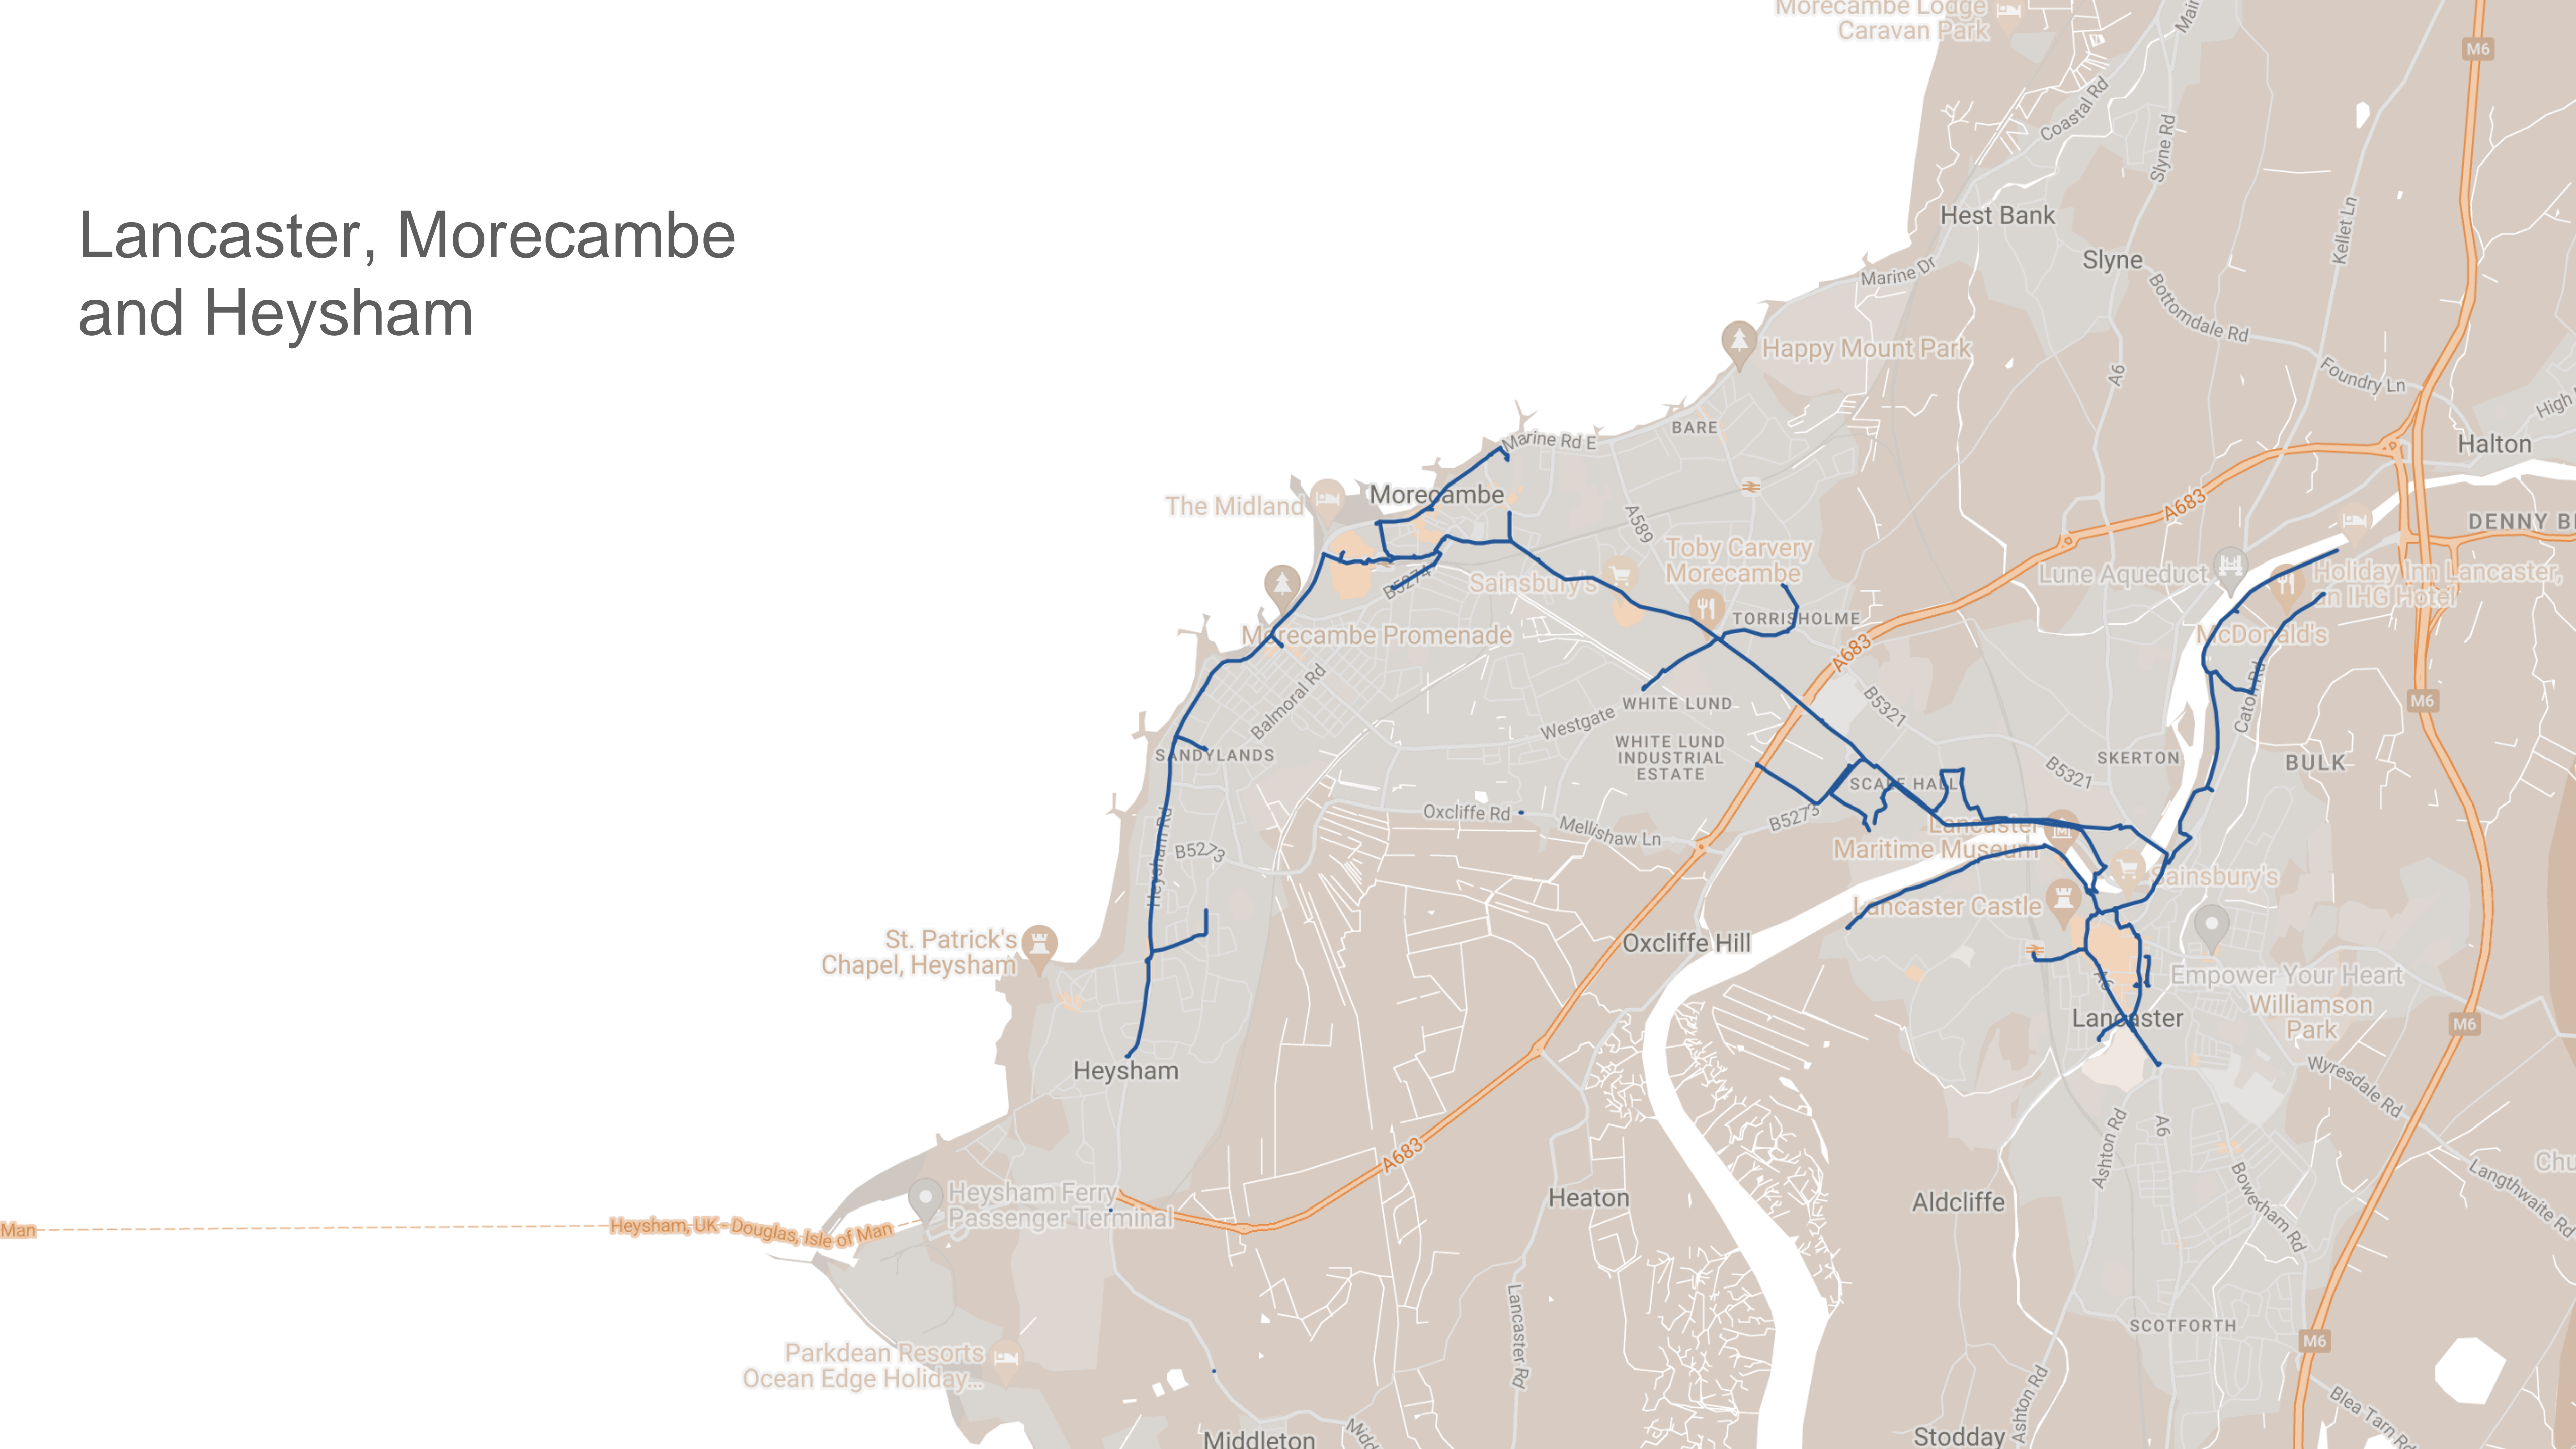 Lancaster, Morecambe
and Heysham
Morecambe Lodge
Caravan Park
M6
Coastal Rd
Slyne Rd
Kellet Ln
Hest Bank
Slyne
Marine Dr
Bottomdale Rd
Happy Mount Park
Foundry Ln
A6
High
BARE
Marine Rd E
Halton
Morecambe
The Midland
A683
A589
DENNY B
Toby Carvery
Morecambe
Sainsbury's
B5274
Lune Aqueduct
Holiday Inn Lancaster,
an IHG Hotel
TORRISHOLME
McDonald's
Morecambe Promenade
A683
Balmoral Rd
WHITE LUND
Westgate
B5321
Caton Rd
M6
WHITE LUND
INDUSTRIAL
ESTATE
SANDYLANDS
SKERTON
BULK
B5321
SCALE HALL
Oxcliffe Rd
Mellishaw Ln
B5273
Lancaster
Maritime Museum
Heysham Rd
B5273
Sainsbury's
Lancaster Castle
St. Patrick's
Chapel, Heysham
Oxcliffe Hill
Empower Your Heart
A6
Williamson
Park
Lancaster
M6
Heysham
Wyresdale Rd
Ashton Rd
A6
A683
Chu
Langthwaite Rd
Bowerham Rd
Heysham Ferry
Passenger Terminal
Heaton
Aldcliffe
Man
Heysham, UK - Douglas, Isle of Man
SCOTFORTH
M6
Lancaster Rd
Parkdean Resorts
Ocean Edge Holiday...
Ashton Rd
Blea Tarn Rd
Middleton
Midd
Stodday